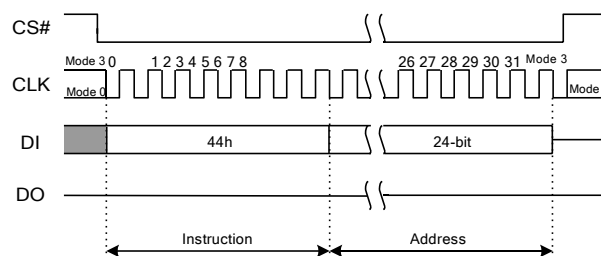 CS#
Mode 3 0 1 2 3 4 5 6 7 8 26 27 28 29 30 31 Mode 3
CLK
Mode 0 Mode
DI 44h 24-bit
DO
Instruction Address